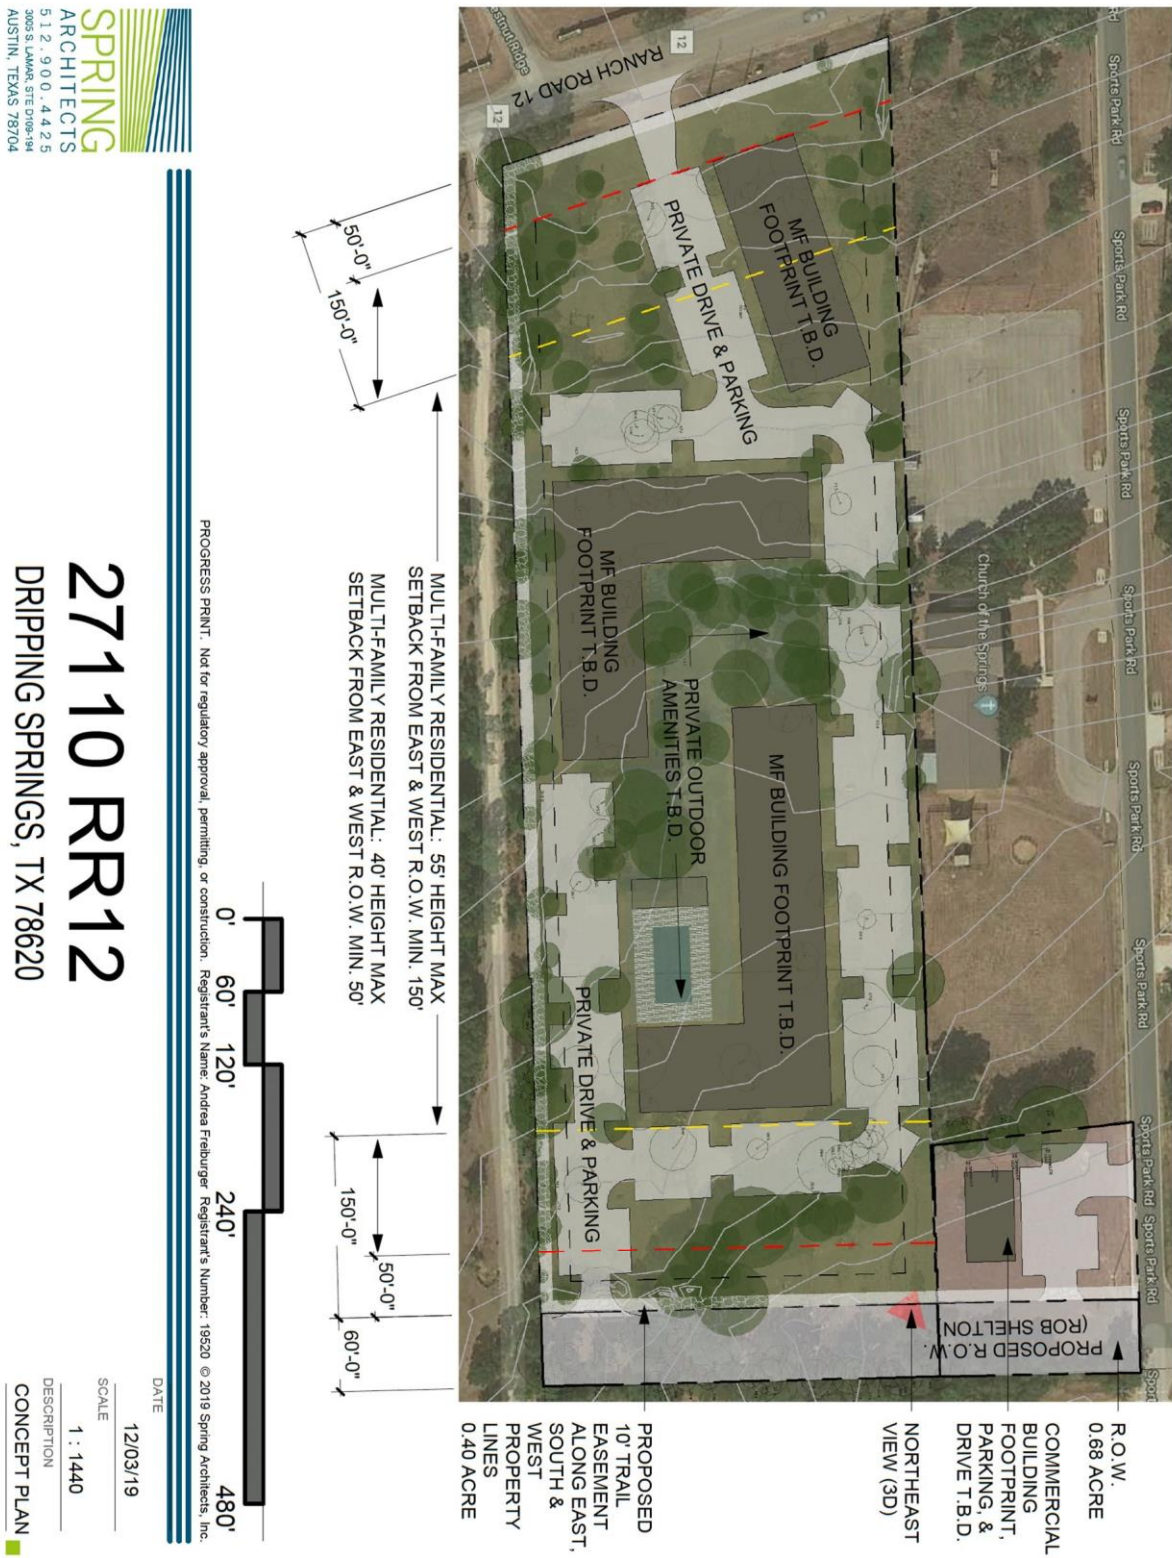 SPRING
ARCHITECTS
512.900.4425
3005 S. LAMAR, STE D109-194
AUSTIN, TEXAS 78704
RANCH ROAD 12
12
12
estnut Ridge
Rd
Sports Park Rd
Sports Park Rd
Sports Park Rd
Sports Park Rd
Sports Park Rd
Sports Park Rd
Sports Park Rd
Sports Park Rd
Sports Park Rd
Sport
Church of the Springs
MF BUILDING
FOOTPRINT T.B.D.
PRIVATE DRIVE & PARKING
MF BUILDING
FOOTPRINT T.B.D.
PRIVATE OUTDOOR
AMENITIES T.B.D.
MF BUILDING FOOTPRINT T.B.D.
PRIVATE DRIVE & PARKING
PROPOSED R.O.W.
(ROB SHELTON)
R.O.W.
0.68 ACRE
COMMERCIAL
BUILDING
FOOTPRINT,
PARKING, &
DRIVE T.B.D.
NORTHEAST
VIEW (3D)
PROPOSED
10' TRAIL
EASEMENT
ALONG EAST,
SOUTH &
WEST
PROPERTY
LINES
0.40 ACRE
50'-0"
150'-0"
MULTI-FAMILY RESIDENTIAL: 55' HEIGHT MAX
SETBACK FROM EAST & WEST R.O.W. MIN. 150'
MULTI-FAMILY RESIDENTIAL: 40' HEIGHT MAX
SETBACK FROM EAST & WEST R.O.W. MIN. 50'
150'-0"
50'-0"
60'-0"
0' 60' 120' 240' 480'
PROGRESS PRINT. Not for regulatory approval, permitting, or construction. Registrant's Name: Andrea Freiburger Registrant's Number: 19520 © 2019 Spring Architects, Inc.
27110 RR12
DRIPPING SPRINGS, TX 78620
DATE
12/03/19
SCALE
1 : 1440
DESCRIPTION
CONCEPT PLAN